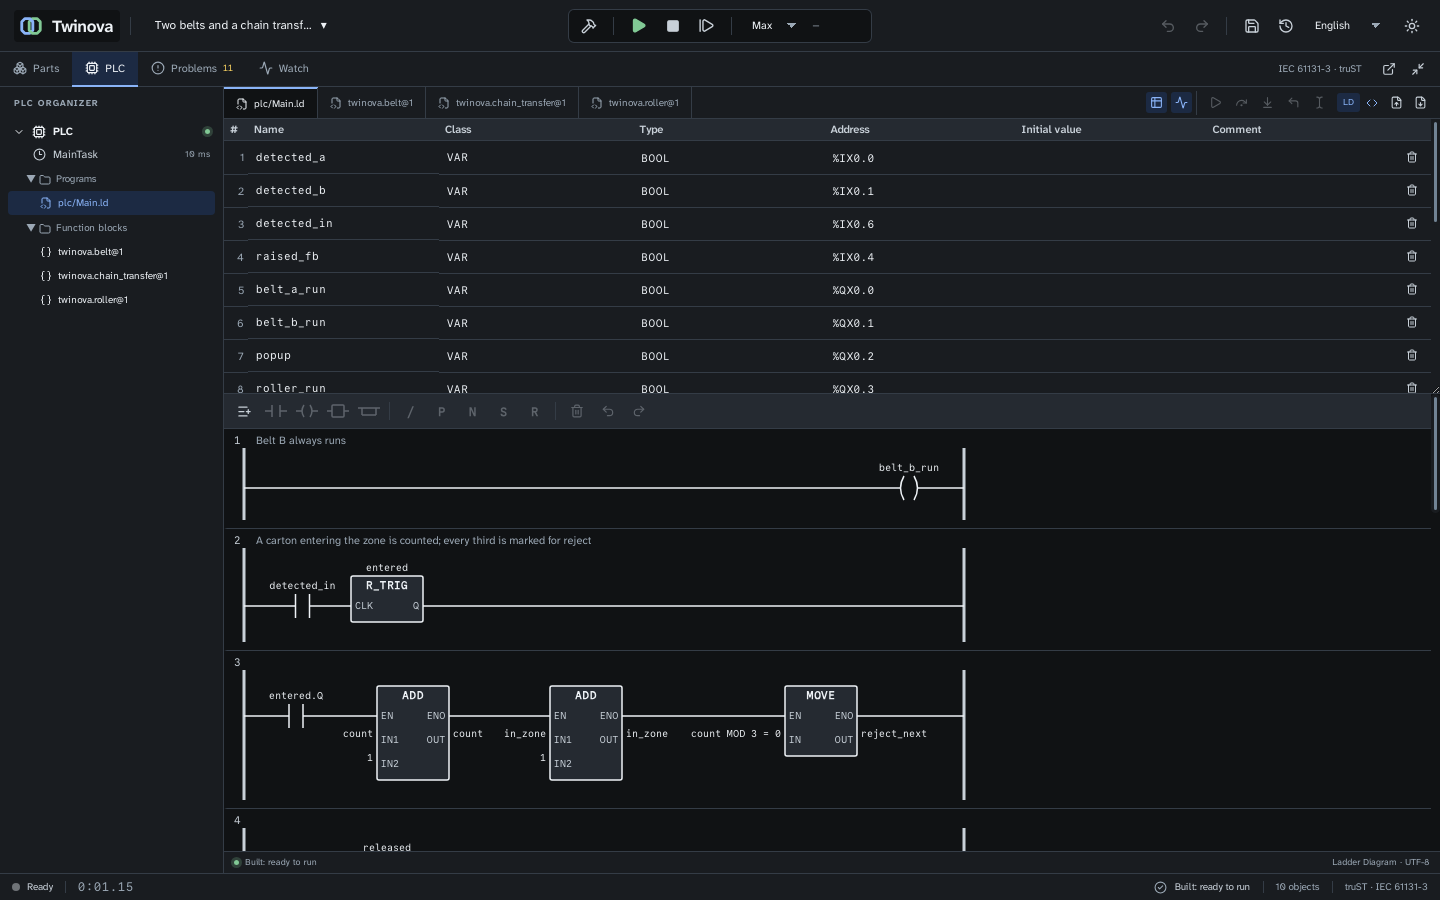 Twinova
Two belts and a chain transf... ▾
Max
–
English
Parts
PLC
Problems 11
Watch
IEC 61131-3 · truST
PLC ORGANIZER
PLC
MainTask 10 ms
Programs
plc/Main.ld
Function blocks
{} twinova.belt@1
{} twinova.chain_transfer@1
{} twinova.roller@1
plc/Main.ld
twinova.belt@1
twinova.chain_transfer@1
twinova.roller@1
LD
# Name Class Type Address Initial value Comment
1 detected_a VAR BOOL %IX0.0
2 detected_b VAR BOOL %IX0.1
3 detected_in VAR BOOL %IX0.6
4 raised_fb VAR BOOL %IX0.4
5 belt_a_run VAR BOOL %QX0.0
6 belt_b_run VAR BOOL %QX0.1
7 popup VAR BOOL %QX0.2
8 roller_run VAR BOOL %QX0.3
/ P N S R
1 Belt B always runs
belt_b_run
2 A carton entering the zone is counted; every third is marked for reject
entered
detected_in R_TRIG
CLK Q
3
entered.Q ADD ADD MOVE
EN ENO EN ENO EN ENO
count IN1 OUT count in_zone IN1 OUT in_zone count MOD 3 = 0 IN OUT reject_next
1 IN2 1 IN2
4
released
Built: ready to run
Ladder Diagram · UTF-8
Ready 0:01.15
Built: ready to run 10 objects truST · IEC 61131-3